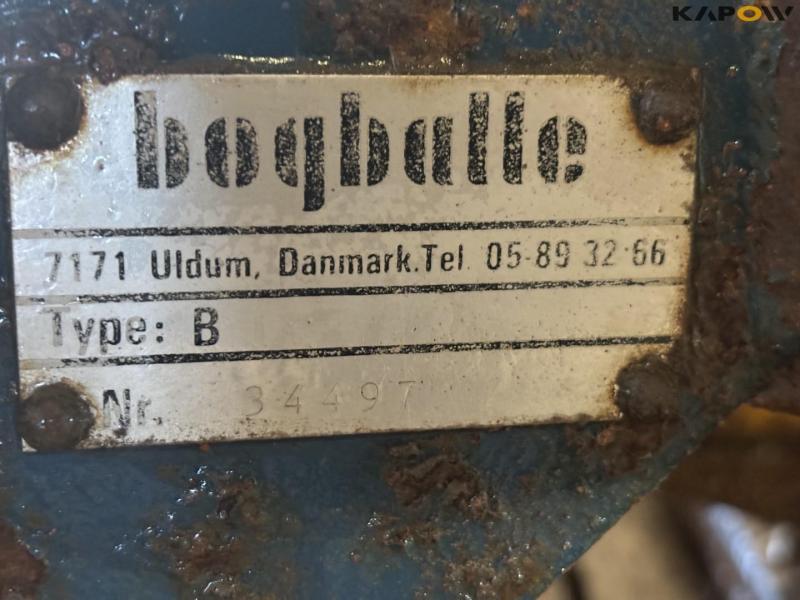 KAPOW
bogballe
7171 Uldum, Danmark. Tel. 05-89 32 66
Type: B
Nr. 34497